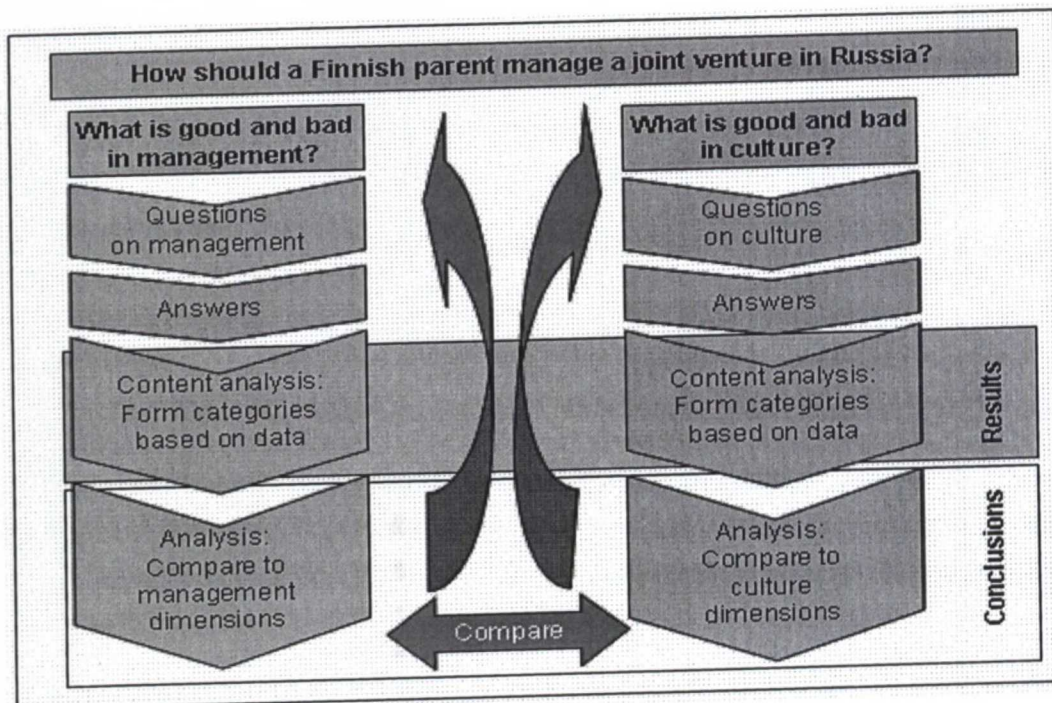 How should a Finnish parent manage a joint venture in Russia?
What is good and bad
in management?
Questions
on management
Answers
Content analysis:
Form categories
based on data
Analysis:
Compare to
management
dimensions
What is good and bad
in culture?
Questions
on culture
Answers
Content analysis:
Form categories
based on data
Analysis:
Compare to
culture
dimensions
Compare
Results
Conclusions